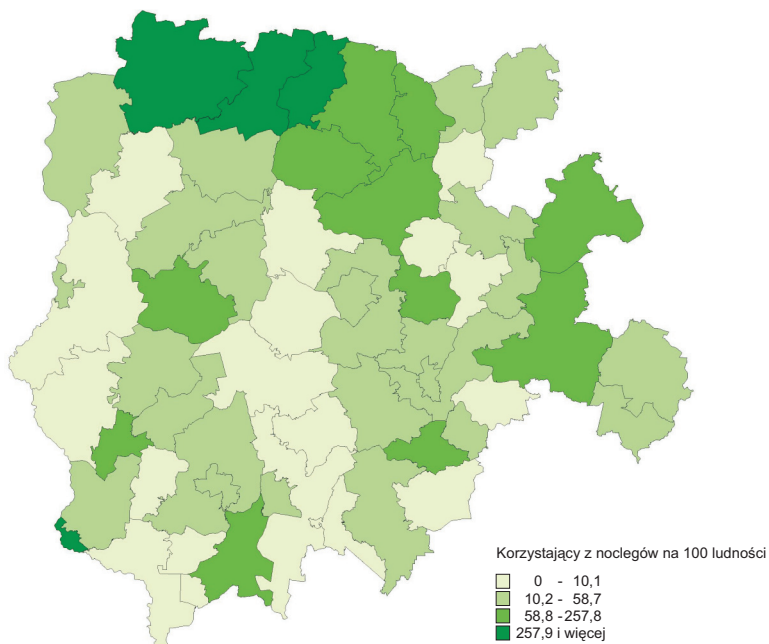 Korzystający z noclegów na 100 ludności
0 - 10,1
10,2 - 58,7
58,8 -257,8
257,9 i więcej